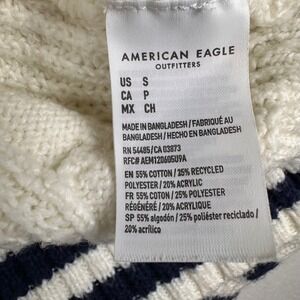 AMERICAN EAGLE
OUTFITTERS
US S
CA P
MX CH
MADE IN BANGLADESH / FABRIQUÉ AU
BANGLADESH / HECHO EN BANGLADESH
RN 54485/CA 03873
RFC# AEM120605U9A
EN 55% COTTON / 25% RECYCLED
POLYESTER / 20% ACRYLIC
FR 55% COTON / 25% POLYESTER
RÉGÉNÉRÉ / 20% ACRYLIQUE
SP 55% algodón / 25% poliéster reciclado /
20% acrílico